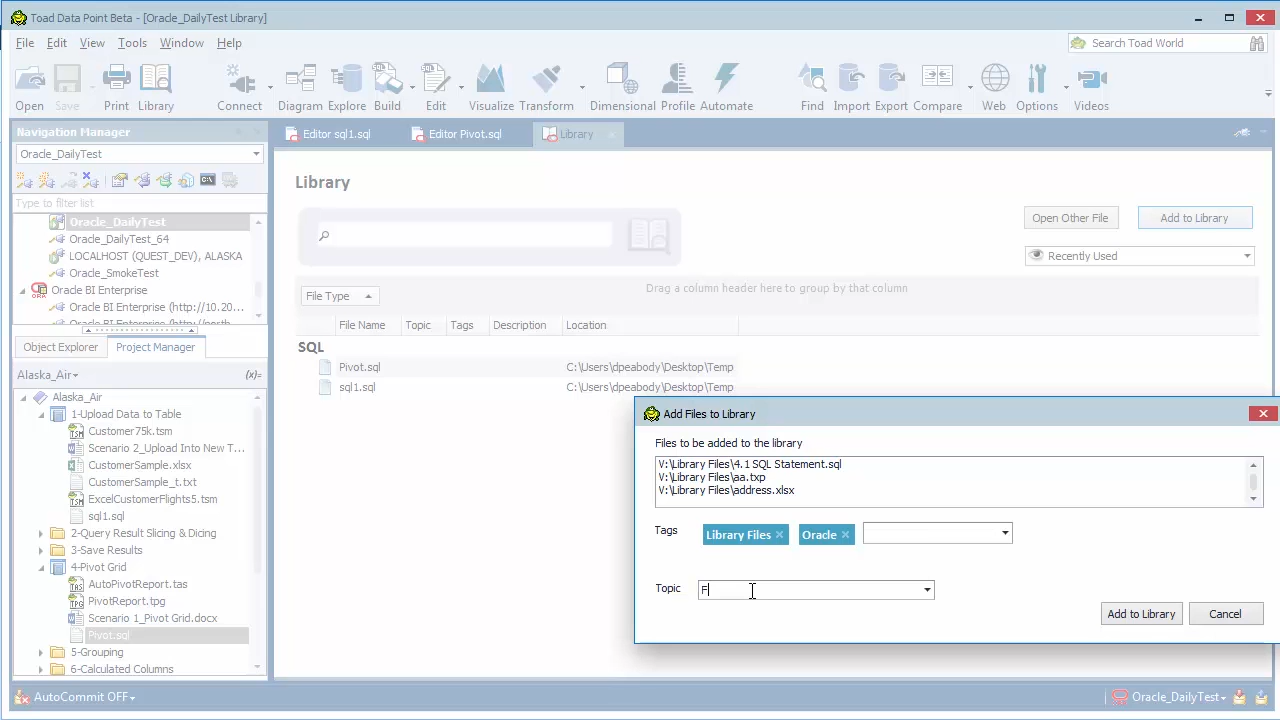 Toad Data Point Beta - [Oracle_DailyTest Library]
File Edit View Tools Window Help
Search Toad World
Open Save Print Library Connect Diagram Explore Build Edit Visualize Transform Dimensional Profile Automate Find Import Export Compare Web Options Videos
Navigation Manager
Oracle_DailyTest
Type to filter list
Oracle_DailyTest
Oracle_DailyTest_64
LOCALHOST (QUEST_DEV), ALASKA
Oracle_SmokeTest
Oracle BI Enterprise
Oracle BI Enterprise (http://10.20...
Oracle BI Enterprise (http://north
Object Explorer Project Manager
Alaska_Air
(x)=
Alaska_Air
1-Upload Data to Table
Customer75k.tsm
Scenario 2_Upload Into New T...
CustomerSample.xlsx
CustomerSample_t.txt
ExcelCustomerFlights5.tsm
sql1.sql
2-Query Result Slicing & Dicing
3-Save Results
4-Pivot Grid
AutoPivotReport.tas
PivotReport.tpg
Scenario 1_Pivot Grid.docx
Pivot.sql
5-Grouping
6-Calculated Columns
Editor sql1.sql Editor Pivot.sql Library
Library
Open Other File Add to Library
Recently Used
Drag a column header here to group by that column
File Type
File Name Topic Tags Description Location
SQL
Pivot.sql C:\Users\dpeabody\Desktop\Temp
sql1.sql C:\Users\dpeabody\Desktop\Temp
Add Files to Library
Files to be added to the library
V:\Library Files\4.1 SQL Statement.sql
V:\Library Files\aa.txp
V:\Library Files\address.xlsx
Tags Library Files Oracle
Topic F
Add to Library Cancel
AutoCommit OFF
Oracle_DailyTest